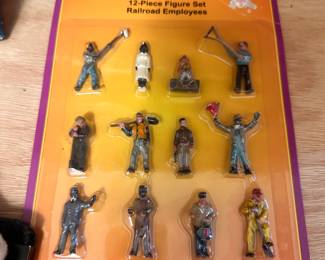 12-Piece Figure Set
Railroad Employees